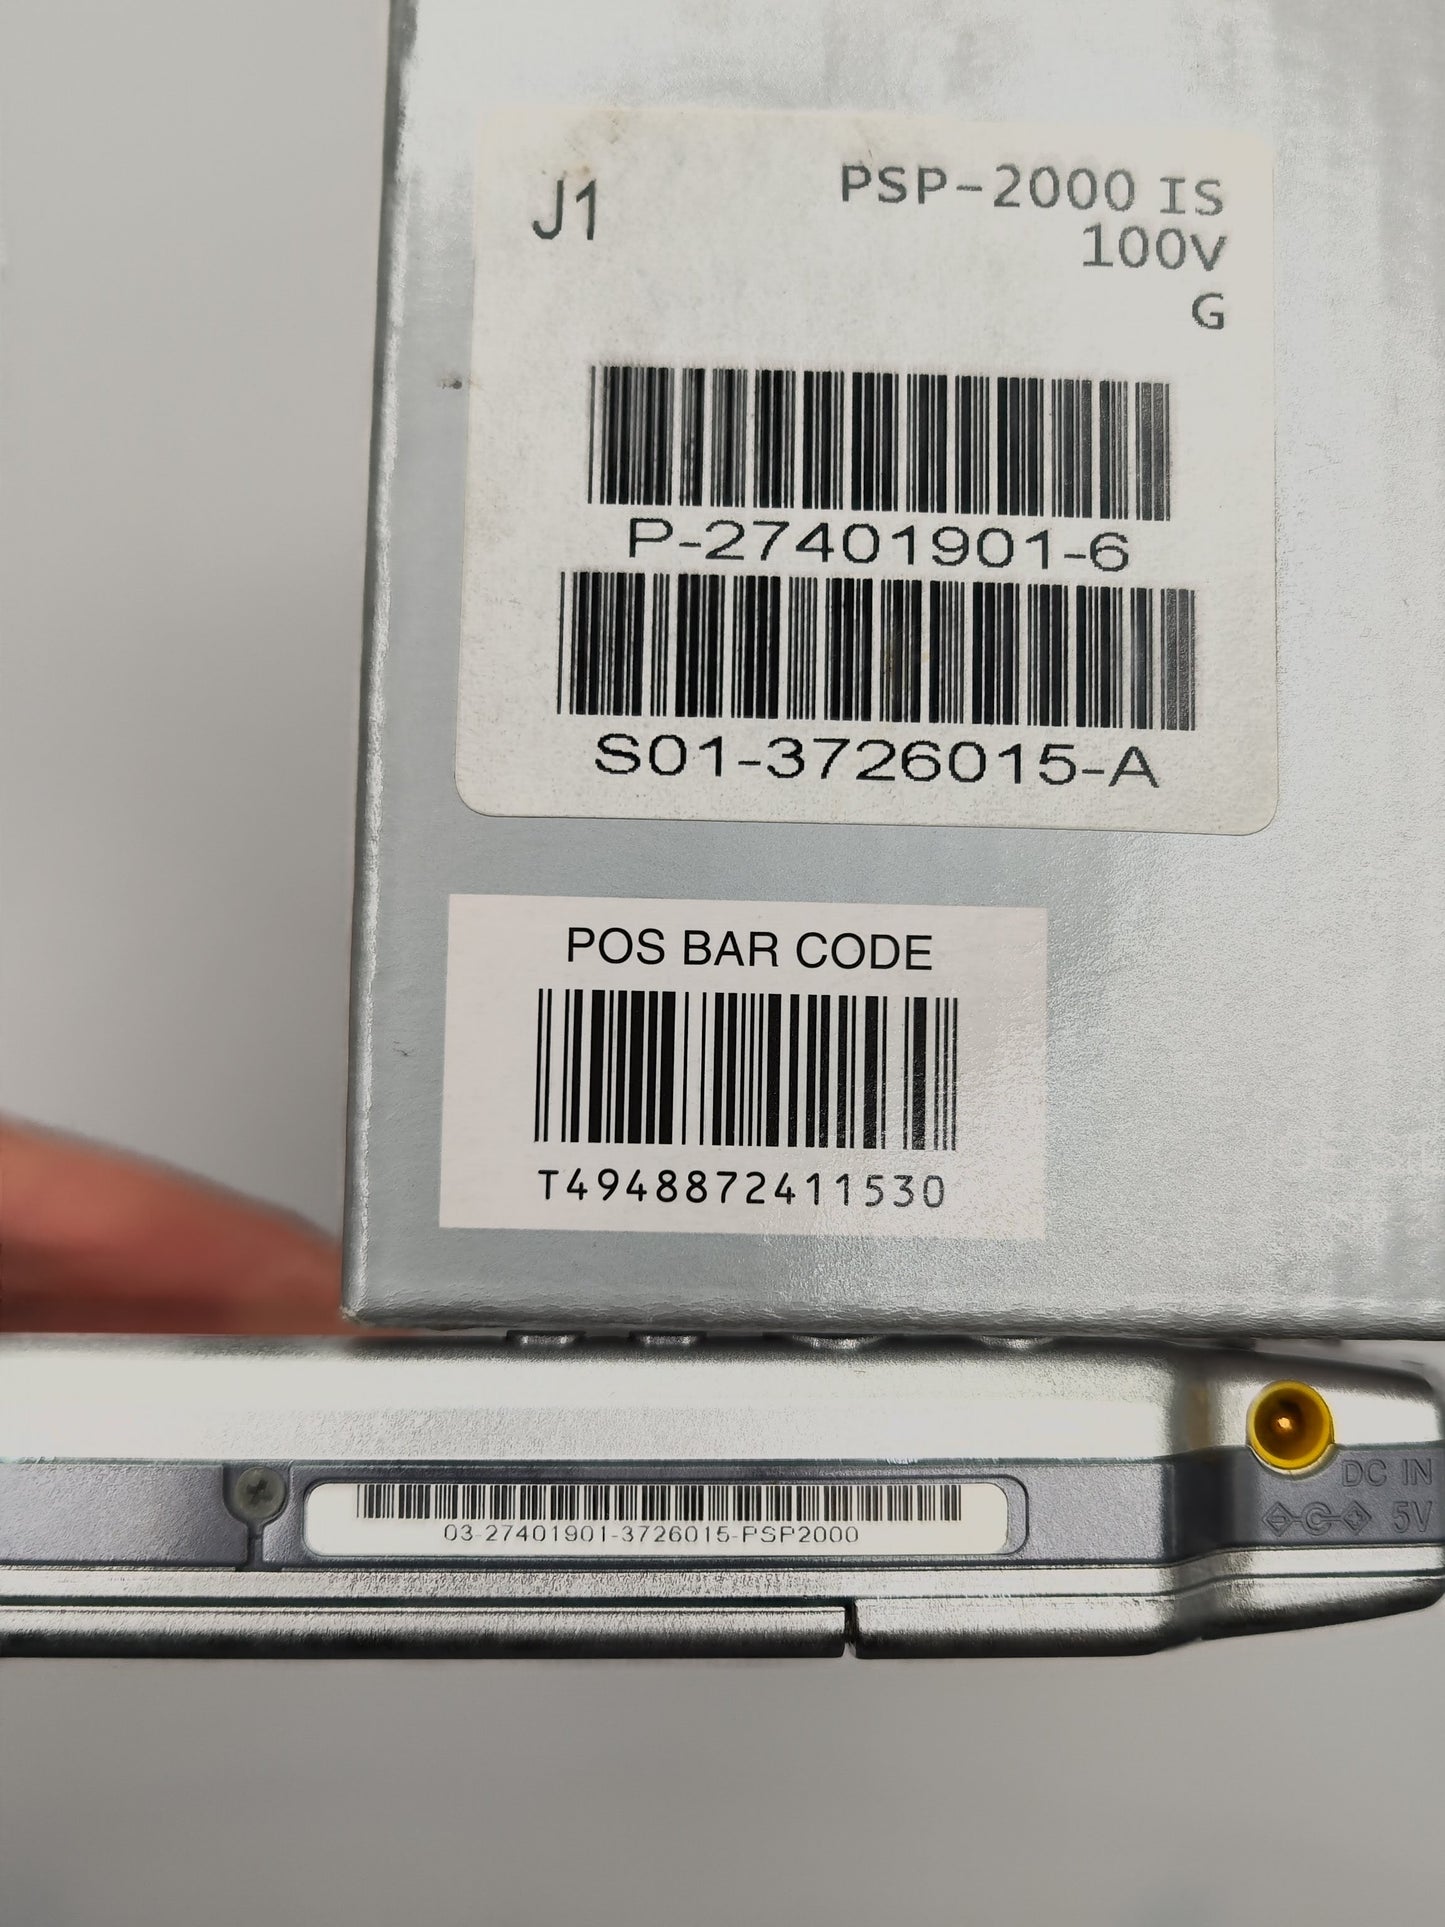 J1
PSP-2000 IS
100V
G
P-27401901-6
S01-3726015-A
POS BAR CODE
T4948872411530
03-27401901-3726015-PSP2000
DC IN
5V